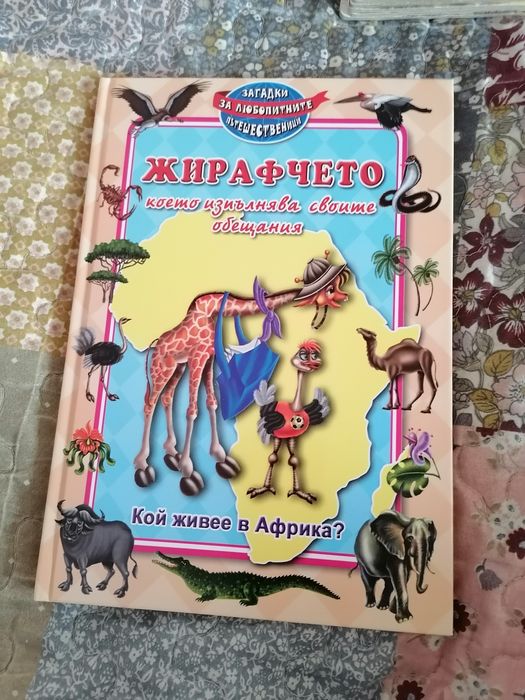 ЗАГАДКИ
ЗА ЛЮБОПИТНИТЕ
ПЪТЕШЕСТВЕНИЦИ
ЖИРАФЧЕТО
което изпълнява своите
обещания
Кой живее в Африка?